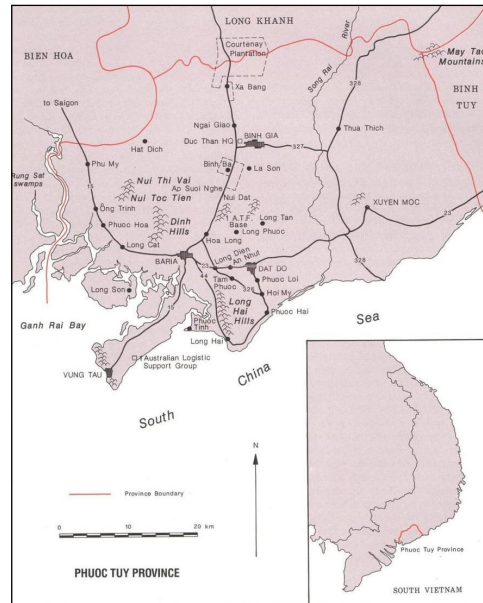 LONG KHANH
BIEN HOA
Courtenay
Plantation
Song Rai
River
May Tao
Mountains
BINH
TUY
328
to Saigon
Xa Bang
Ngai Giao
Duc Than HQ
BINH GIA
327
Thua Thich
Hat Dich
Phu My
Binh Ba
La Son
Rung Sat
swamps
Nui Thi Vai
Nui Toc Tien
Ap Suoi Nghe
15
Ông Trinh
Dinh
Hills
Nui Dat
1 A.T.F.
Base
Long Tan
Long Phuoc
XUYEN MOC
23
Phuoc Hoa
Long Cat
Hoa Long
BARIA
Long Dien
An Nhut
DAT DO
328
23
44
Tam
Phuoc
Phuoc Loi
326
Hoi My
Long Son
Long
Hai
Hills
Phuoc Hai
Ganh Rai Bay
15
Phuoc
Tinh
Long Hai
Sea
Australian Logistic
Support Group
VUNG TAU
China
South
N
Province Boundary
0
10
20 km
PHUOC TUY PROVINCE
Phuoc Tuy Province
SOUTH VIETNAM